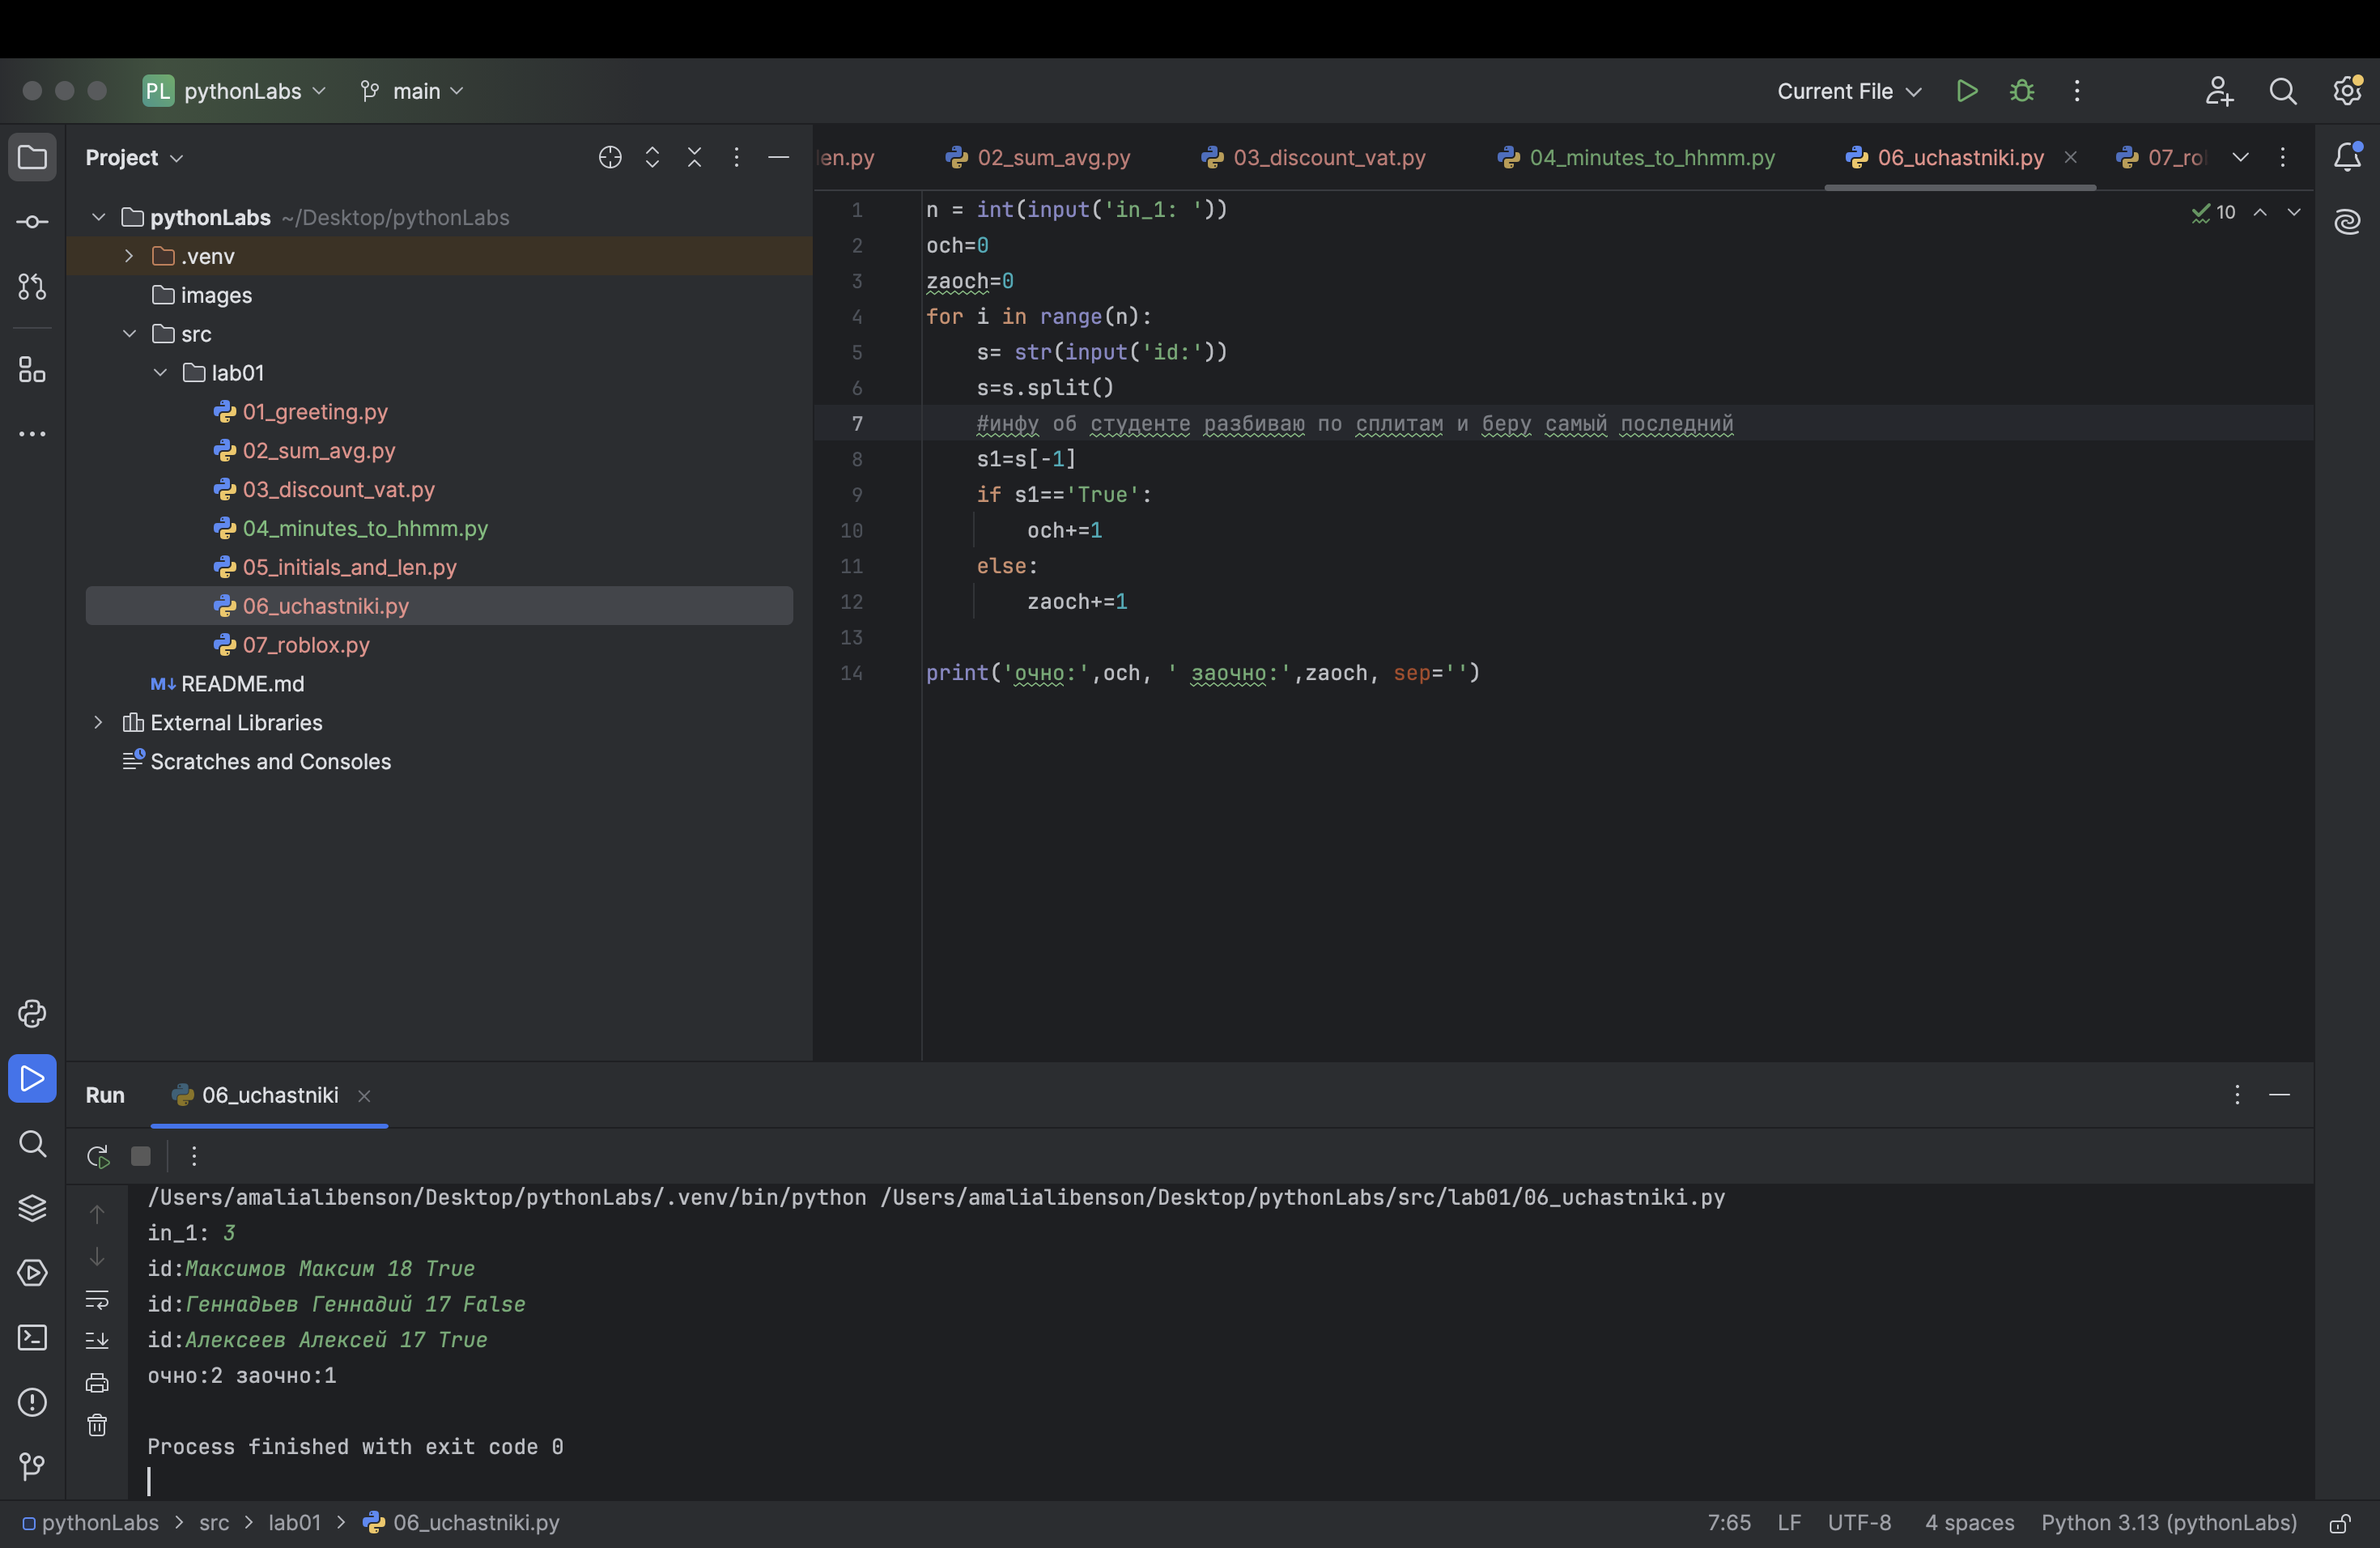 PL pythonLabs main Current File
Project
en.py 02_sum_avg.py 03_discount_vat.py 04_minutes_to_hhmm.py 06_uchastniki.py 07_ro
pythonLabs ~/Desktop/pythonLabs
.venv
images
src
lab01
01_greeting.py
02_sum_avg.py
03_discount_vat.py
04_minutes_to_hhmm.py
05_initials_and_len.py
06_uchastniki.py
07_roblox.py
M↓ README.md
External Libraries
Scratches and Consoles
10
1 n = int(input('in_1: '))
2 och=0
3 zaoch=0
4 for i in range(n):
5 s= str(input('id:'))
6 s=s.split()
7 #инфу об студенте разбиваю по сплитам и беру самый последний
8 s1=s[-1]
9 if s1=='True':
10 och+=1
11 else:
12 zaoch+=1
13
14 print('очно:',och, ' заочно:',zaoch, sep='')
Run 06_uchastniki
/Users/amalialibenson/Desktop/pythonLabs/.venv/bin/python /Users/amalialibenson/Desktop/pythonLabs/src/lab01/06_uchastniki.py
in_1: 3
id:Максимов Максим 18 True
id:Геннадьев Геннадий 17 False
id:Алексеев Алексей 17 True
очно:2 заочно:1
Process finished with exit code 0
pythonLabs > src > lab01 > 06_uchastniki.py 7:65 LF UTF-8 4 spaces Python 3.13 (pythonLabs)